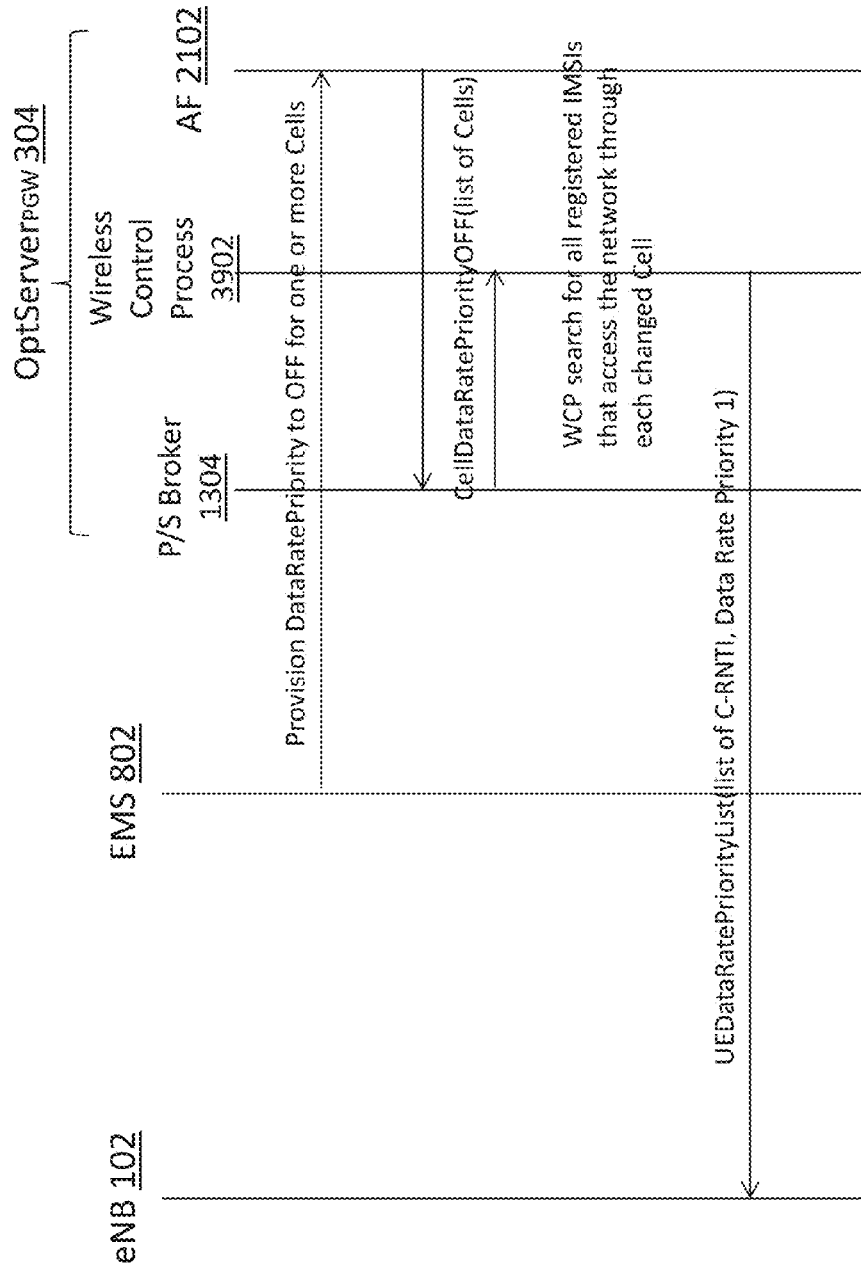 OptServerPGW 304
eNB 102
EMS 802
P/S Broker
1304
Wireless
Control
Process
3902
AF 2102
Provision DataRatePriority to OFF for one or more Cells
CellDataRatePriorityOFF(list of Cells)
WCP search for all registered IMSIs
that access the network through
each changed Cell
UEDataRatePriorityList(list of C-RNTI, Data Rate Priority 1)